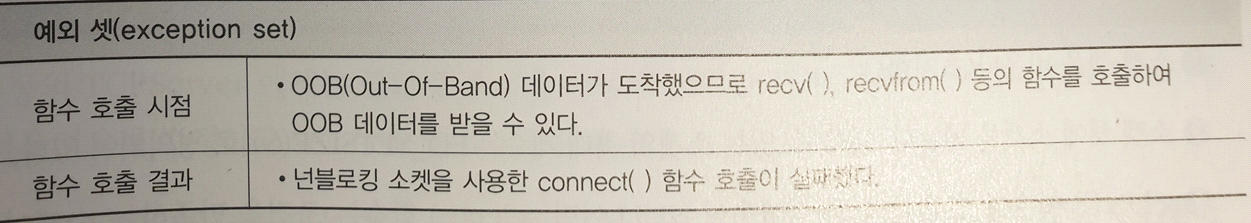 예외 셋(exception set)
함수 호출 시점
• OOB(Out-Of-Band) 데이터가 도착했으므로 recv( ), recvfrom( ) 등의 함수를 호출하여
OOB 데이터를 받을 수 있다.
함수 호출 결과
• 넌블로킹 소켓을 사용한 connect( ) 함수 호출이 실패했다.